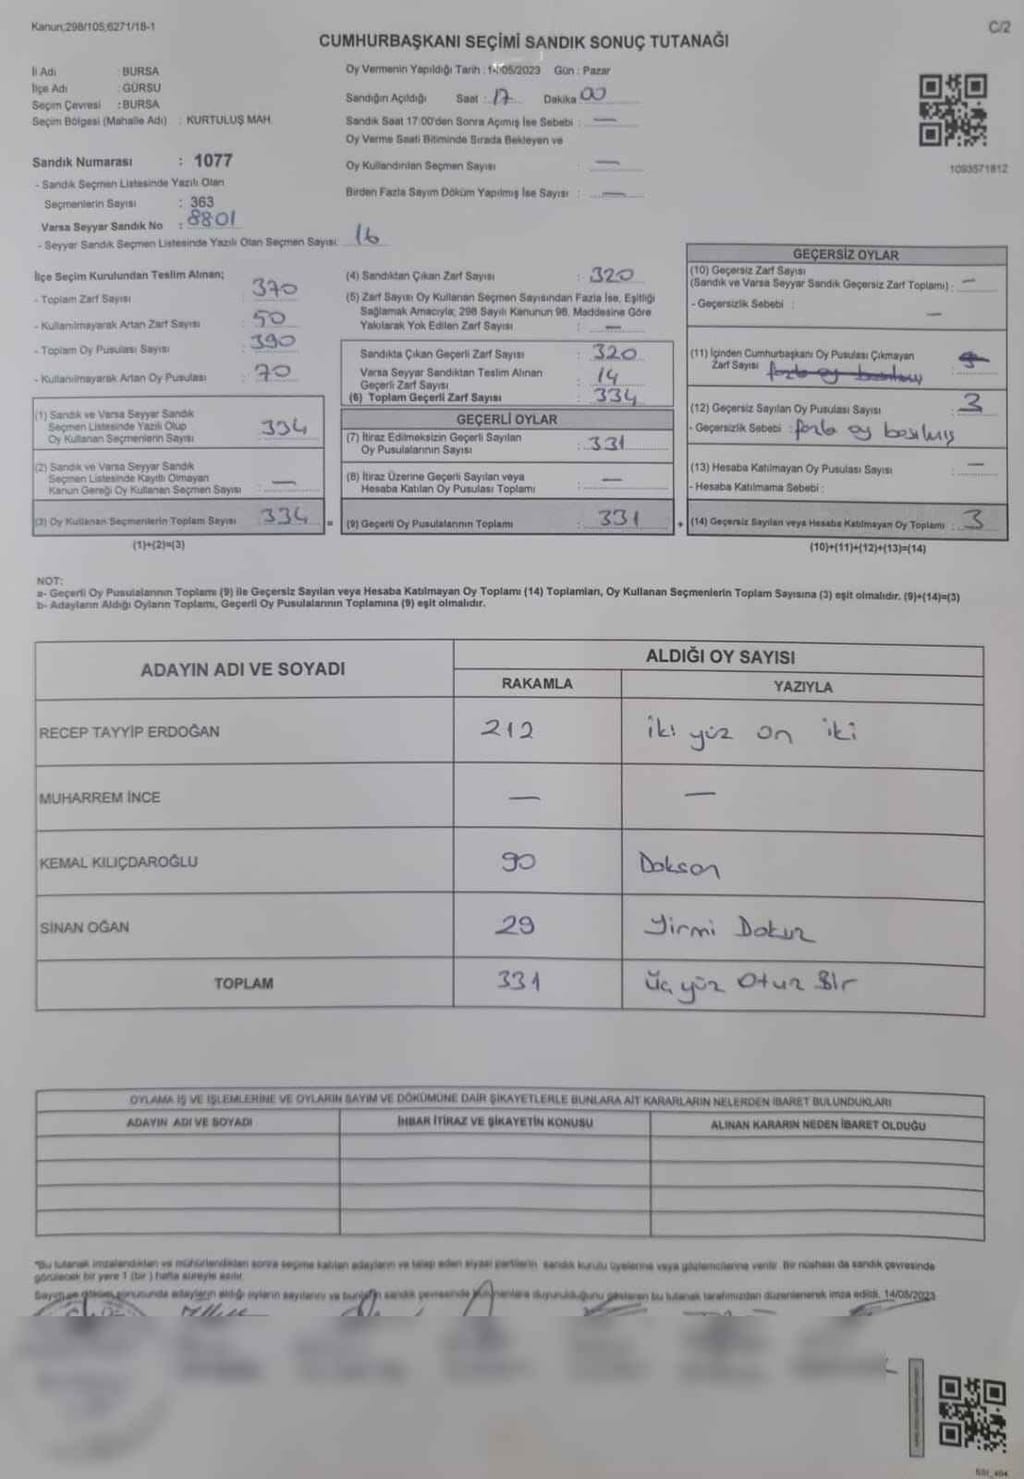 Kanun;298/105,6271/18-1
C/2
CUMHURBAŞKANI SEÇİMİ SANDIK SONUÇ TUTANAĞI
İl Adı : BURSA
İlçe Adı : GÜRSU
Seçim Çevresi : BURSA
Seçim Bölgesi (Mahalle Adı) : KURTULUŞ MAH.
Sandık Numarası : 1077
- Sandık Seçmen Listesinde Yazılı Olan
Seçmenlerin Sayısı : 363
Varsa Seyyar Sandık No : 8801
- Seyyar Sandık Seçmen Listesinde Yazılı Olan Seçmen Sayısı: 16
Oy Vermenin Yapıldığı Tarih : 14/05/2023 Gün : Pazar
Sandığın Açıldığı Saat : 17 Dakika 00
Sandık Saat 17:00'den Sonra Açımış İse Sebebi : —
Oy Verme Saati Bitiminde Sırada Bekleyen ve
Oy Kullandırılan Seçmen Sayısı : —
Birden Fazla Sayım Döküm Yapılmış İse Sayısı : —
1093571812
İlçe Seçim Kurulundan Teslim Alınan;
- Toplam Zarf Sayısı : 370
- Kullanılmayarak Artan Zarf Sayısı : 50
- Toplam Oy Pusulası Sayısı : 390
- Kullanılmayarak Artan Oy Pusulası : 70
(1) Sandık ve Varsa Seyyar Sandık
Seçmen Listesinde Yazılı Olup
Oy Kullanan Seçmenlerin Sayısı : 334
(2) Sandık ve Varsa Seyyar Sandık
Seçmen Listesinde Kayıtlı Olmayan
Kanun Gereği Oy Kullanan Seçmen Sayısı : —
(3) Oy Kullanan Seçmenlerin Toplam Sayısı : 334
(1)+(2)=(3)
=
(4) Sandıktan Çıkan Zarf Sayısı : 320
(5) Zarf Sayısı Oy Kullanan Seçmen Sayısından Fazla İse, Eşitliği
Sağlamak Amacıyla; 298 Sayılı Kanunun 98. Maddesine Göre
Yakılarak Yok Edilen Zarf Sayısı : —
Sandıkta Çıkan Geçerli Zarf Sayısı : 320
Varsa Seyyar Sandıktan Teslim Alınan
Geçerli Zarf Sayısı : 14
(6) Toplam Geçerli Zarf Sayısı : 334
GEÇERLİ OYLAR
(7) İtiraz Edilmeksizin Geçerli Sayılan
Oy Pusulalarının Sayısı : 331
(8) İtiraz Üzerine Geçerli Sayılan veya
Hesaba Katılan Oy Pusulası Toplamı : —
(9) Geçerli Oy Pusulalarının Toplamı : 331
+
GEÇERSİZ OYLAR
(10) Geçersiz Zarf Sayısı
(Sandık ve Varsa Seyyar Sandık Geçersiz Zarf Toplamı) : —
- Geçersizlik Sebebi : —
(11) İçinden Cumhurbaşkanı Oy Pusulası Çıkmayan
Zarf Sayısı fazla oy basılmış :
(12) Geçersiz Sayılan Oy Pusulası Sayısı : 3
- Geçersizlik Sebebi : fazla oy basılmış
(13) Hesaba Katılmayan Oy Pusulası Sayısı : —
- Hesaba Katılmama Sebebi :
(14) Geçersiz Sayılan veya Hesaba Katılmayan Oy Toplamı : 3
(10)+(11)+(12)+(13)=(14)
NOT:
a- Geçerli Oy Pusulalarının Toplamı (9) ile Geçersiz Sayılan veya Hesaba Katılmayan Oy Toplamı (14) Toplamları, Oy Kullanan Seçmenlerin Toplam Sayısına (3) eşit olmalıdır. (9)+(14)=(3)
b- Adayların Aldığı Oyların Toplamı, Geçerli Oy Pusulalarının Toplamına (9) eşit olmalıdır.
ADAYIN ADI VE SOYADI
ALDIĞI OY SAYISI
RAKAMLA YAZIYLA
RECEP TAYYİP ERDOĞAN 212 iki yüz on iki
MUHARREM İNCE — —
KEMAL KILIÇDAROĞLU 90 Doksan
SİNAN OĞAN 29 Yirmi Dokuz
TOPLAM 331 Üç yüz Otuz Bir
OYLAMA İŞ VE İŞLEMLERİNE VE OYLARIN SAYIM VE DÖKÜMÜNE DAİR ŞİKAYETLERLE BUNLARA AİT KARARLARIN NELERDEN İBARET BULUNDUKLARI
ADAYIN ADI VE SOYADI İHBAR İTİRAZ VE ŞİKAYETİN KONUSU ALINAN KARARIN NEDEN İBARET OLDUĞU
*Bu tutanak imzalandıktan ve mühürlendikten sonra seçime katılan adayların ve talep eden siyasi partilerin sandık kurulu üyelerine veya gözlemcilerine verilir. Bir nüshası da sandık çevresinde
görülecek bir yere 1 (bir ) hafta süreyle asılır.
Sayım ve döküm sonucunda adayların aldığı oyların sayılarını ve bunların sandık çevresinde bulunanlara duyurulduğunu gösteren bu tutanak tarafımızdan düzenlenerek imza edildi. 14/05/2023